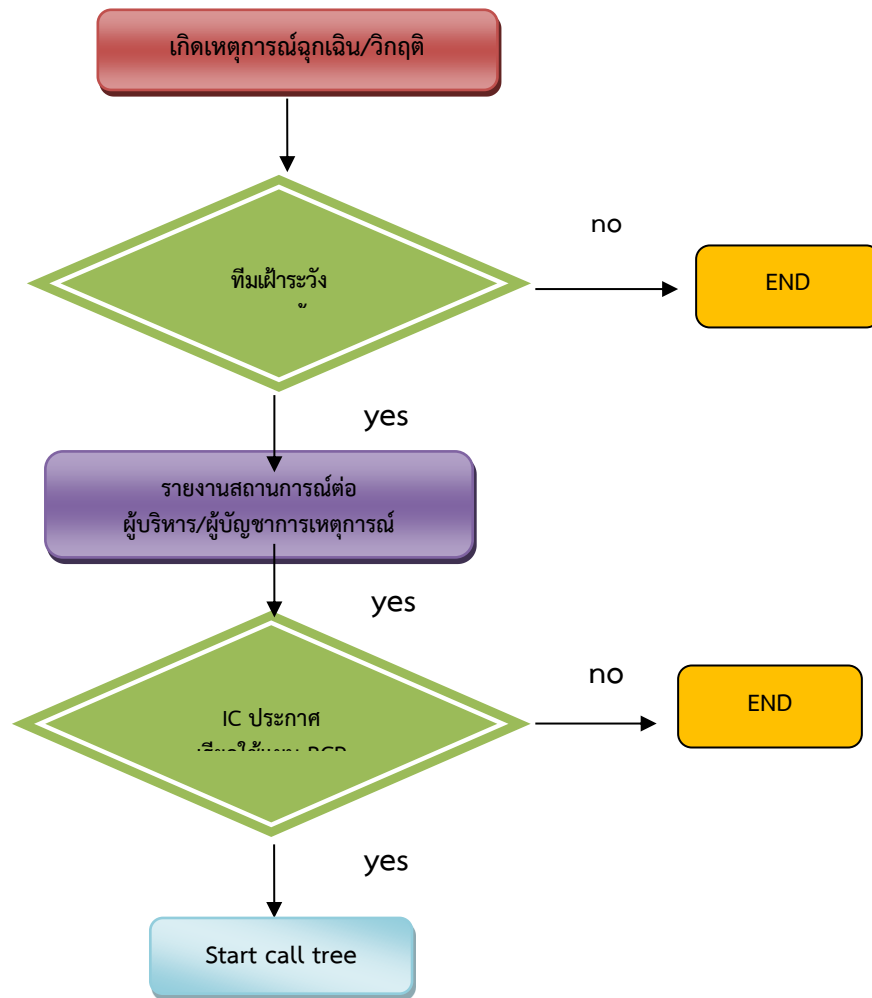 เกิดเหตุการณ์ฉุกเฉิน/วิกฤติ
no
ทีมเฝ้าระวัง
END
yes
รายงานสถานการณ์ต่อ
ผู้บริหาร/ผู้บัญชาการเหตุการณ์
yes
no
IC ประกาศ
END
yes
Start call tree